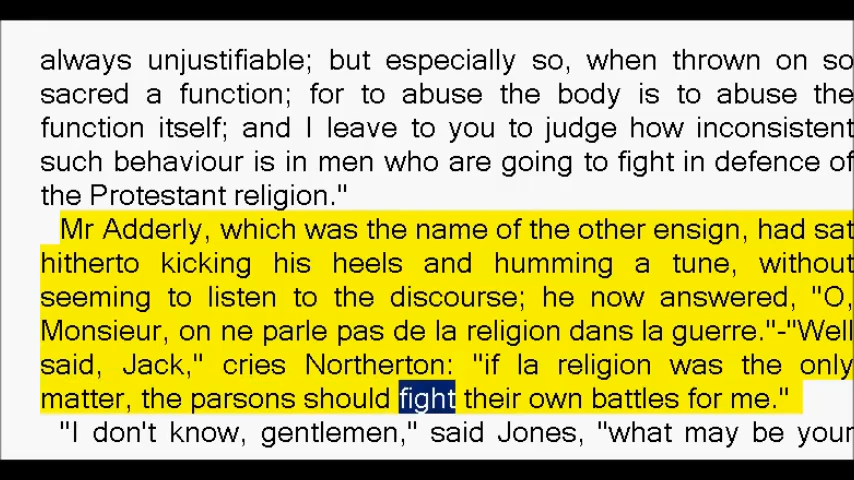 always unjustifiable; but especially so, when thrown on so
sacred a function; for to abuse the body is to abuse the
function itself; and I leave to you to judge how inconsistent
such behaviour is in men who are going to fight in defence of
the Protestant religion."
Mr Adderly, which was the name of the other ensign, had sat
hitherto kicking his heels and humming a tune, without
seeming to listen to the discourse; he now answered, "O,
Monsieur, on ne parle pas de la religion dans la guerre."-"Well
said, Jack," cries Northerton: "if la religion was the only
matter, the parsons should fight their own battles for me."
"I don't know, gentlemen," said Jones, "what may be your